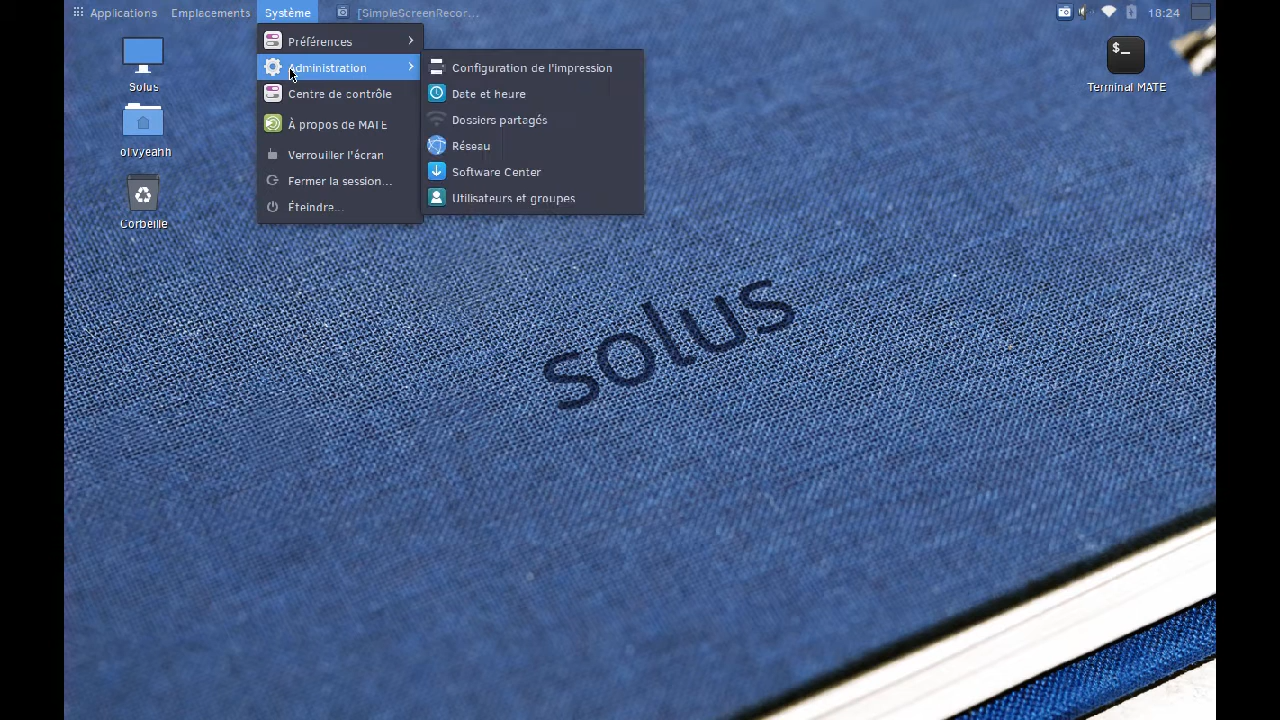 Applications Emplacements Système [SimpleScreenRecor... 18:24
Préférences
Administration
Centre de contrôle
À propos de MATE
Verrouiller l'écran
Fermer la session...
Éteindre...
Configuration de l'impression
Date et heure
Dossiers partagés
Réseau
Software Center
Utilisateurs et groupes
Solus
olivyeahh
Corbeille
$_
Terminal MATE
solus